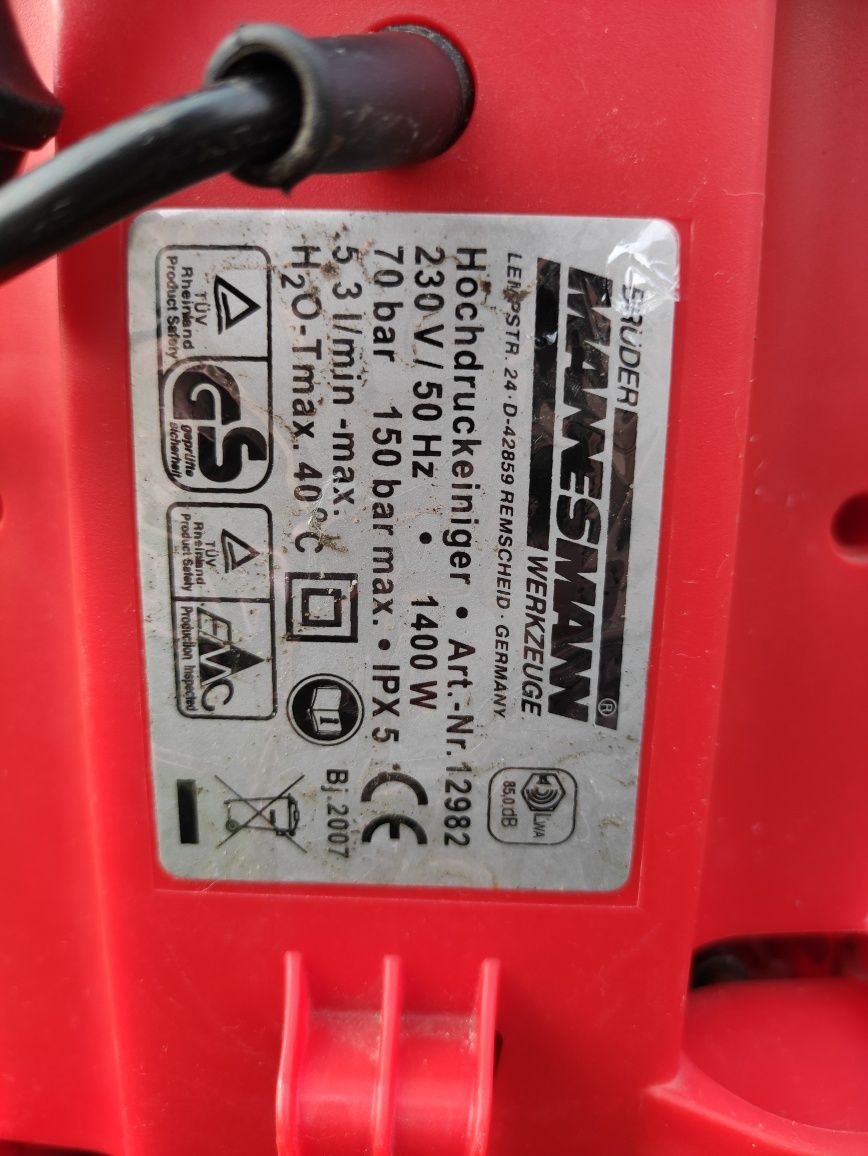 BRÜDER
MANNESMANN®
WERKZEUGE
LEMPSTR. 24 · D-42859 REMSCHEID · GERMANY
LWA
85,0 dB
Hochdruckeiniger • Art.-Nr. 12982
230 V / 50 Hz • 1400 W
70 bar 150 bar max. • IPX 5
5,3 l/min -max.
H₂O-Tmax. 40 °C
CE
Bj.2007
TÜV
Rheinland
Product Safety
GS
geprüfte
sicherheit
TÜV
Rheinland
Product Safety
EMC
Production Inspected